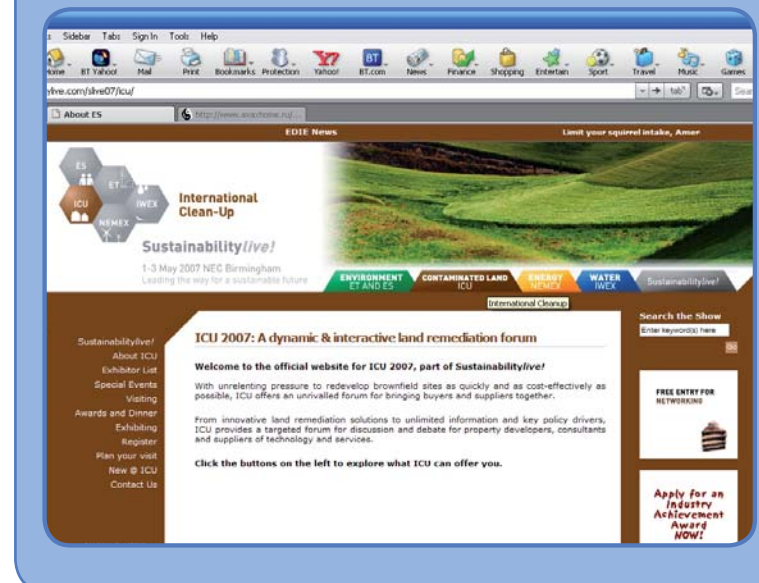 s Sidebar Tabs Sign In Tools Help
Home BT Yahoo! Mail Print Bookmarks Protection Yahoo! BT.com News Finance Shopping Entertain Sport Travel Music Games
ylive.com/slive07/icu/
tab
About ES
EDIE News
Limit your squirrel intake, Amer
ES
ET
ICU
IWEX
NEMEX
International
Clean-Up
Sustainabilitylive!
1-3 May 2007 NEC Birmingham
Leading the way for a sustainable future
ENVIRONMENT
ET AND ES
CONTAMINATED LAND
ICU
ENERGY
NEMEX
WATER
IWEX
Sustainabilitylive!
International Cleanup
Search the Show
Enter keyword(s) here
Go
Sustainabilitylive!
About ICU
Exhibitor List
Special Events
Visiting
Awards and Dinner
Exhibiting
Register
Plan your visit
New @ ICU
Contact Us
ICU 2007: A dynamic & interactive land remediation forum
Welcome to the official website for ICU 2007, part of Sustainabilitylive!
With unrelenting pressure to redevelop brownfield sites as quickly and as cost-effectively as
possible, ICU offers an unrivalled forum for bringing buyers and suppliers together.
From innovative land remediation solutions to unlimited information and key policy drivers,
ICU provides a targeted forum for discussion and debate for property developers, consultants
and suppliers of technology and services.
Click the buttons on the left to explore what ICU can offer you.
FREE ENTRY FOR
NETWORKING
Apply for an
Industry
Achievement
Award
NOW!